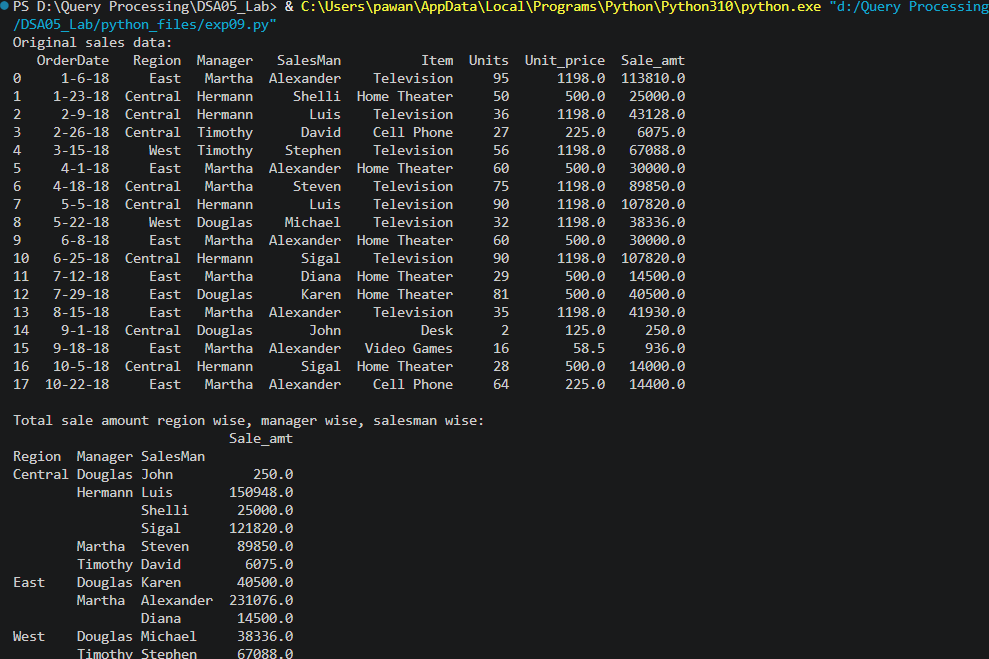 PS D:\Query Processing\DSA05_Lab> & C:\Users\pawan\AppData\Local\Programs\Python\Python310\python.exe "d:/Query Processing
/DSA05_Lab/python_files/exp09.py"
Original sales data:
   OrderDate   Region  Manager   SalesMan          Item  Units  Unit_price  Sale_amt
0     1-6-18     East   Martha  Alexander    Television     95      1198.0  113810.0
1    1-23-18  Central  Hermann     Shelli  Home Theater     50       500.0   25000.0
2     2-9-18  Central  Hermann       Luis    Television     36      1198.0   43128.0
3    2-26-18  Central  Timothy      David    Cell Phone     27       225.0    6075.0
4    3-15-18     West  Timothy    Stephen    Television     56      1198.0   67088.0
5     4-1-18     East   Martha  Alexander  Home Theater     60       500.0   30000.0
6    4-18-18  Central   Martha     Steven    Television     75      1198.0   89850.0
7     5-5-18  Central  Hermann       Luis    Television     90      1198.0  107820.0
8    5-22-18     West  Douglas    Michael    Television     32      1198.0   38336.0
9     6-8-18     East   Martha  Alexander  Home Theater     60       500.0   30000.0
10   6-25-18  Central  Hermann      Sigal    Television     90      1198.0  107820.0
11   7-12-18     East   Martha      Diana  Home Theater     29       500.0   14500.0
12   7-29-18     East  Douglas      Karen  Home Theater     81       500.0   40500.0
13   8-15-18     East   Martha  Alexander    Television     35      1198.0   41930.0
14    9-1-18  Central  Douglas       John          Desk      2       125.0     250.0
15   9-18-18     East   Martha  Alexander   Video Games     16        58.5     936.0
16   10-5-18  Central  Hermann      Sigal  Home Theater     28       500.0   14000.0
17  10-22-18     East   Martha  Alexander    Cell Phone     64       225.0   14400.0
Total sale amount region wise, manager wise, salesman wise:
                           Sale_amt
Region  Manager SalesMan
Central Douglas John          250.0
        Hermann Luis       150948.0
                Shelli      25000.0
                Sigal      121820.0
        Martha  Steven      89850.0
        Timothy David        6075.0
East    Douglas Karen       40500.0
        Martha  Alexander  231076.0
                Diana       14500.0
West    Douglas Michael     38336.0
        Timothy Stephen     67088.0